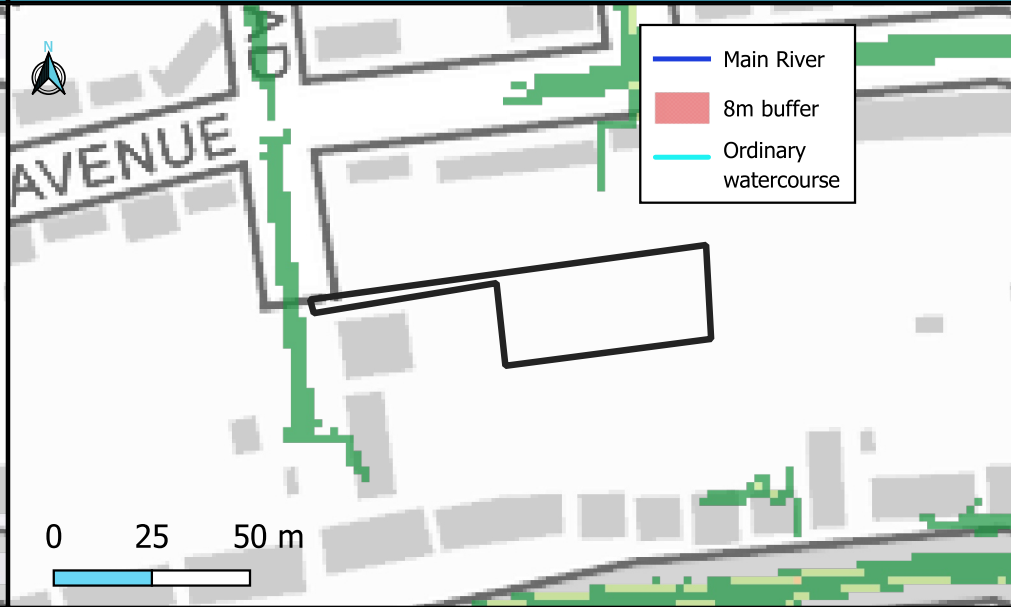 N
AD
AVENUE
Main River
8m buffer
Ordinary
watercourse
0 25 50 m